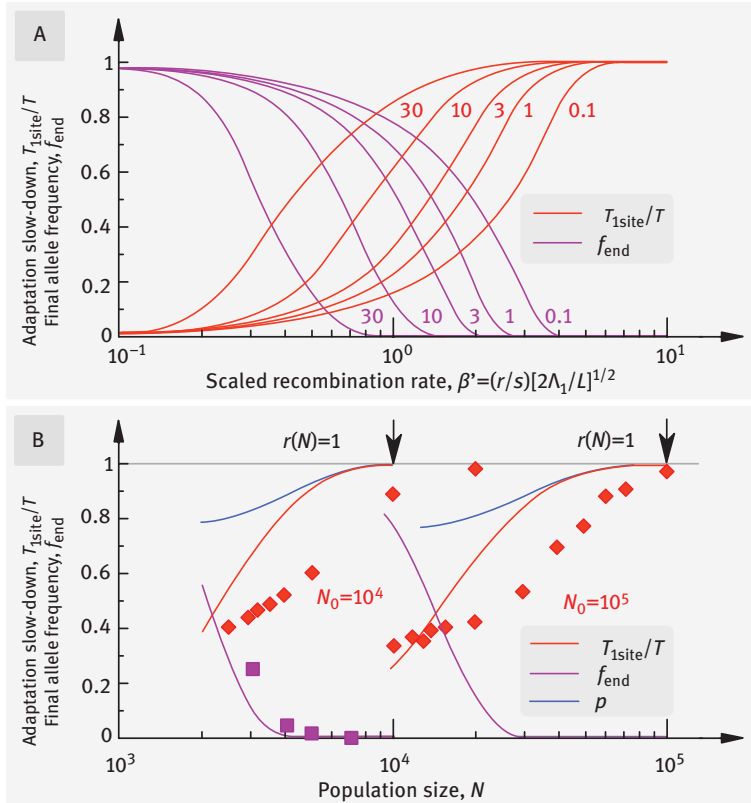 A
Adaptation slow-down, T1site/T
Final allele frequency, fend
1
0.8
0.6
0.4
0.2
0
30 10 3 1 0.1
T1site/T
fend
30 10 3 1 0.1
10⁻¹ 10⁰ 10¹
Scaled recombination rate, β’=(r/s)[2Λ₁/L]^1/2
B
r(N)=1 r(N)=1
Adaptation slow-down, T1site/T
Final allele frequency, fend
1
0.8
0.6
0.4
0.2
0
N₀=10⁴ N₀=10⁵
T1site/T
fend
p
10³ 10⁴ 10⁵
Population size, N